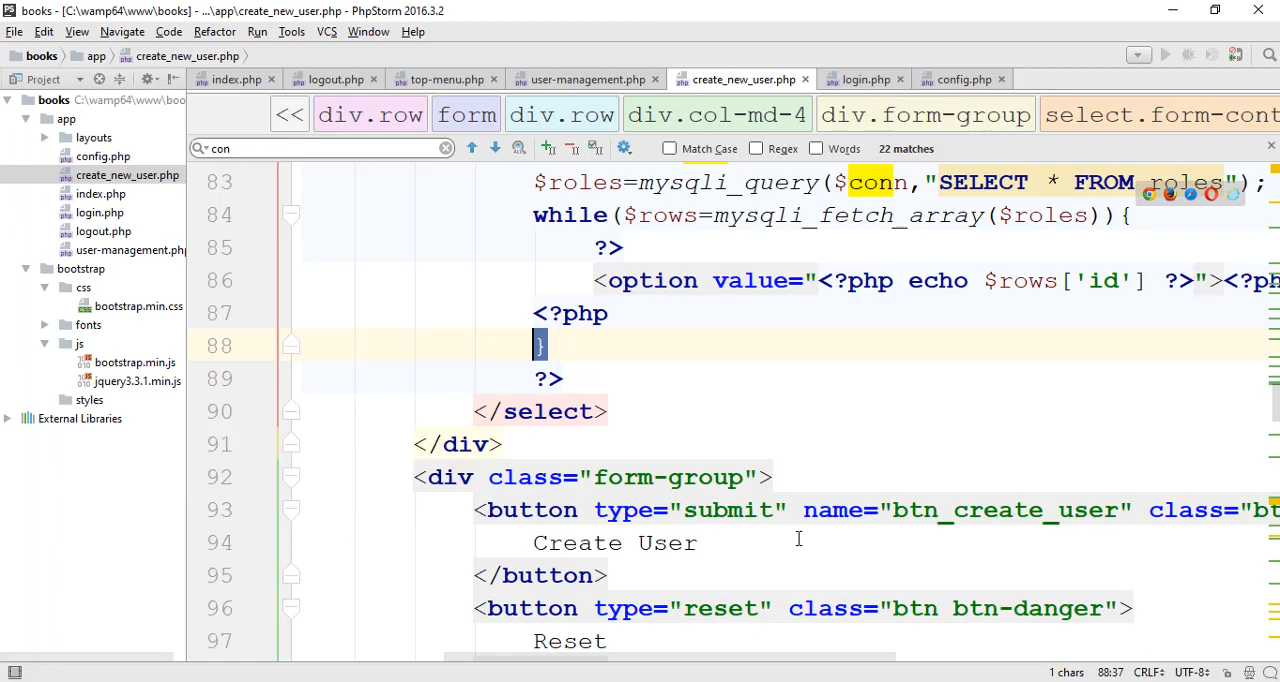 PS books - [C:\wamp64\www\books] - ...\app\create_new_user.php - PhpStorm 2016.3.2
File Edit View Navigate Code Refactor Run Tools VCS Window Help
books app create_new_user.php
Project index.php logout.php top-menu.php user-management.php create_new_user.php login.php config.php
books C:\wamp64\www\boo
<< div.row form div.row div.col-md-4 div.form-group select.form-cont
app
layouts
config.php
create_new_user.php
index.php
login.php
logout.php
user-management.php
bootstrap
css
bootstrap.min.css
fonts
js
bootstrap.min.js
jquery3.3.1.min.js
styles
External Libraries
con Match Case Regex Words 22 matches
83 $roles=mysqli_query($conn,"SELECT * FROM roles");
84 while($rows=mysqli_fetch_array($roles)){
85 ?>
86 <option value="<?php echo $rows['id'] ?>"><?ph
87 <?php
88 }
89 ?>
90 </select>
91 </div>
92 <div class="form-group">
93 <button type="submit" name="btn_create_user" class="bt
94 Create User
95 </button>
96 <button type="reset" class="btn btn-danger">
97 Reset
1 chars 88:37 CRLF UTF-8